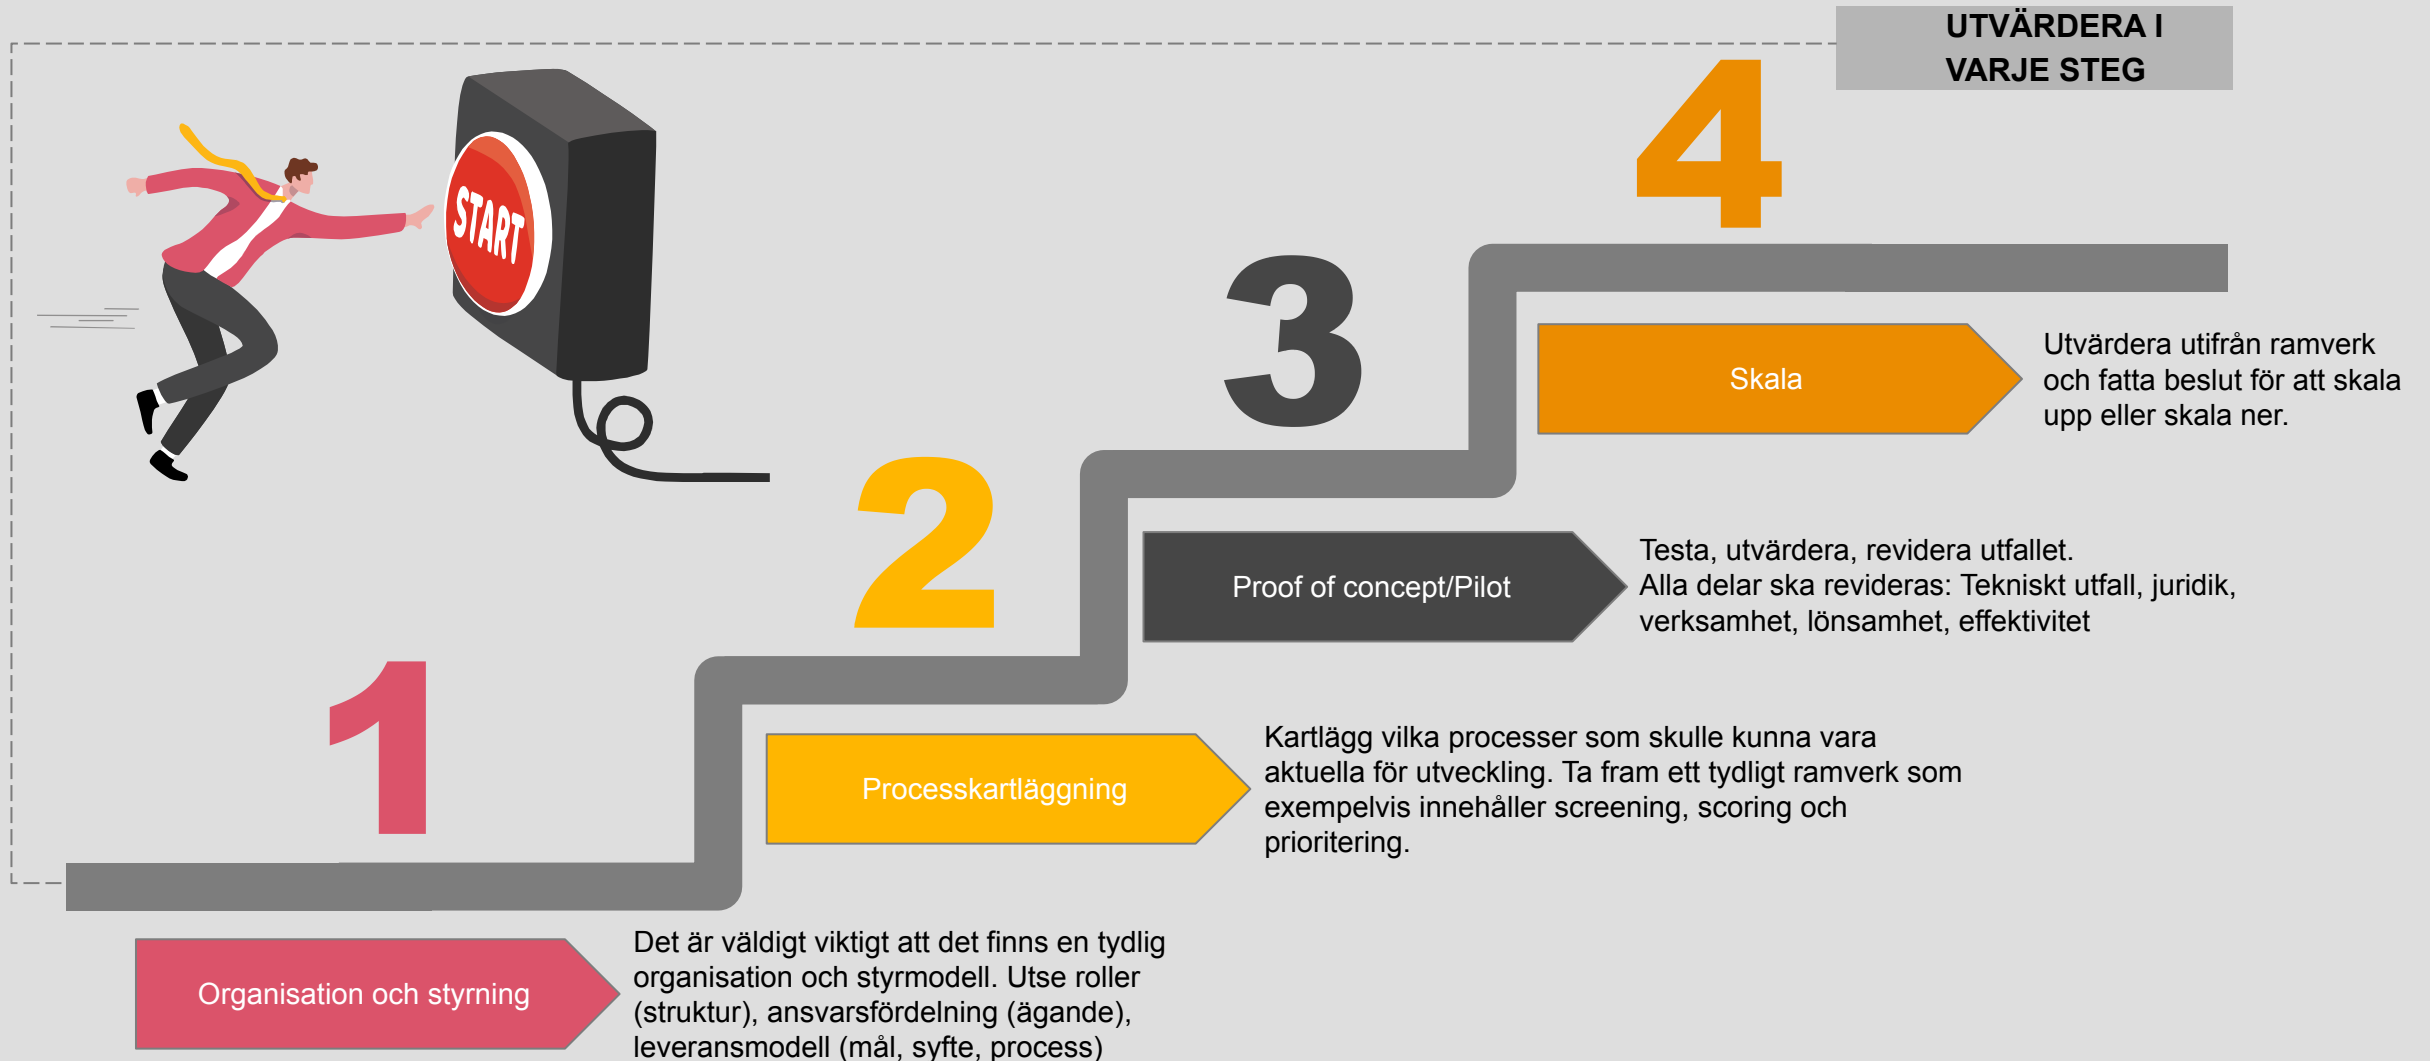 UTVÄRDERA I
VARJE STEG
START
4
Skala
Utvärdera utifrån ramverk
och fatta beslut för att skala
upp eller skala ner.
3
Proof of concept/Pilot
Testa, utvärdera, revidera utfallet.
Alla delar ska revideras: Tekniskt utfall, juridik,
verksamhet, lönsamhet, effektivitet
2
Processkartläggning
Kartlägg vilka processer som skulle kunna vara
aktuella för utveckling. Ta fram ett tydligt ramverk som
exempelvis innehåller screening, scoring och
prioritering.
1
Organisation och styrning
Det är väldigt viktigt att det finns en tydlig
organisation och styrmodell. Utse roller
(struktur), ansvarsfördelning (ägande),
leveransmodell (mål, syfte, process)